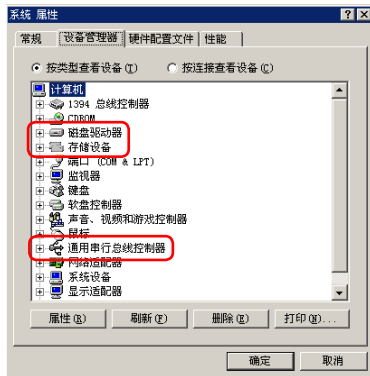 系统 属性
常规 设备管理器 硬件配置文件 性能
按类型查看设备(T) 按连接查看设备(C)
计算机
1394 总线控制器
CDROM
磁盘驱动器
存储设备
端口 (COM & LPT)
监视器
键盘
软盘控制器
声音、视频和游戏控制器
鼠标
通用串行总线控制器
网络适配器
系统设备
显示适配器
属性(R) 刷新(F) 删除(E) 打印(N)...
确定 取消